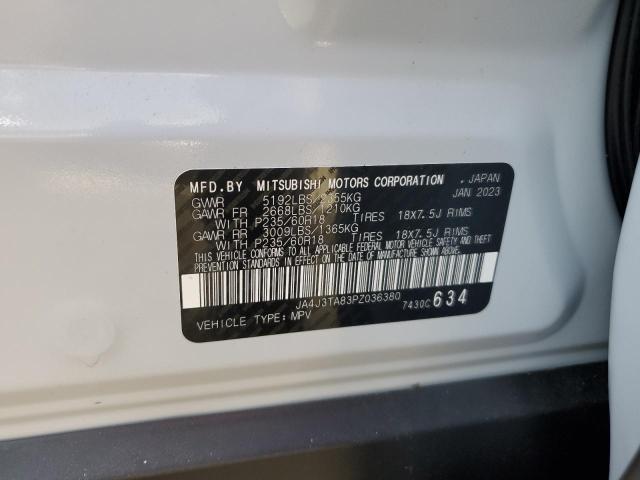 MFD.BY MITSUBISHI MOTORS CORPORATION . JAPAN
GVWR 5192LBS/2355KG JAN 2023
GAWR FR 2668LBS/1210KG
WITH P235/60R18 TIRES 18X7.5J RIMS
GAWR RR 3009LBS/1365KG
WITH P235/60R18 TIRES 18X7.5J RIMS
THIS VEHICLE CONFORMS TO ALL APPLICABLE FEDERAL MOTOR VEHICLE SAFETY AND THEFT
PREVENTION STANDARDS IN EFFECT ON THE DATE OF MANUFACTURE SHOWN ABOVE.
JA4J3TA83PZ036380
7430C 634
VEHICLE TYPE: MPV